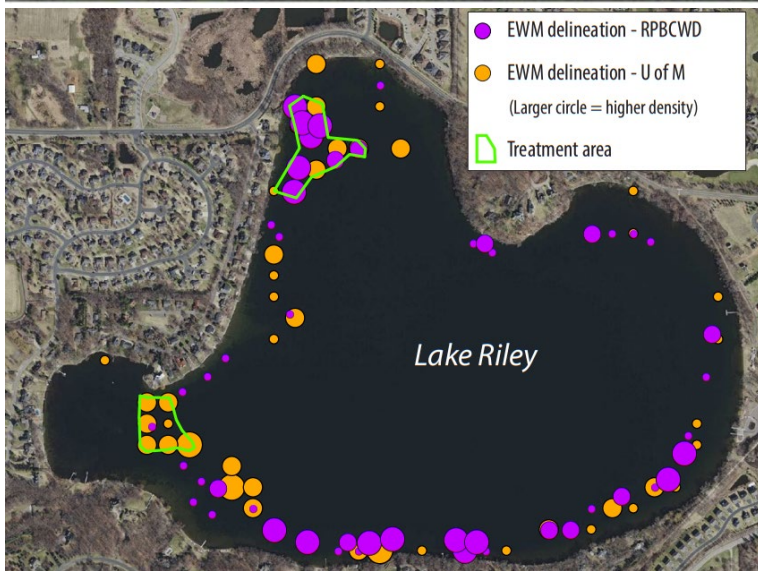 EWM delineation - RPBCWD
EWM delineation - U of M
(Larger circle = higher density)
Treatment area
Lake Riley